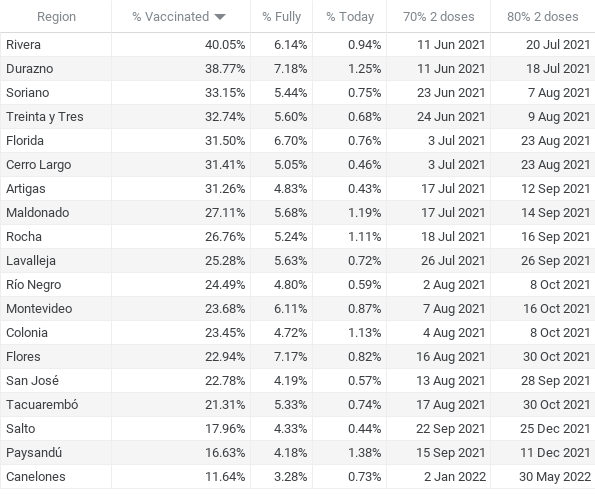 Region % Vaccinated % Fully % Today 70% 2 doses 80% 2 doses
Rivera 40.05% 6.14% 0.94% 11 Jun 2021 20 Jul 2021
Durazno 38.77% 7.18% 1.25% 11 Jun 2021 18 Jul 2021
Soriano 33.15% 5.44% 0.75% 23 Jun 2021 7 Aug 2021
Treinta y Tres 32.74% 5.60% 0.68% 24 Jun 2021 9 Aug 2021
Florida 31.50% 6.70% 0.76% 3 Jul 2021 23 Aug 2021
Cerro Largo 31.41% 5.05% 0.46% 3 Jul 2021 23 Aug 2021
Artigas 31.26% 4.83% 0.43% 17 Jul 2021 12 Sep 2021
Maldonado 27.11% 5.68% 1.19% 17 Jul 2021 14 Sep 2021
Rocha 26.76% 5.24% 1.11% 18 Jul 2021 16 Sep 2021
Lavalleja 25.28% 5.63% 0.72% 26 Jul 2021 26 Sep 2021
Río Negro 24.49% 4.80% 0.59% 2 Aug 2021 8 Oct 2021
Montevideo 23.68% 6.11% 0.87% 7 Aug 2021 16 Oct 2021
Colonia 23.45% 4.72% 1.13% 4 Aug 2021 8 Oct 2021
Flores 22.94% 7.17% 0.82% 16 Aug 2021 30 Oct 2021
San José 22.78% 4.19% 0.57% 13 Aug 2021 28 Sep 2021
Tacuarembó 21.31% 5.33% 0.74% 17 Aug 2021 30 Oct 2021
Salto 17.96% 4.33% 0.44% 22 Sep 2021 25 Dec 2021
Paysandú 16.63% 4.18% 1.38% 15 Sep 2021 11 Dec 2021
Canelones 11.64% 3.28% 0.73% 2 Jan 2022 30 May 2022